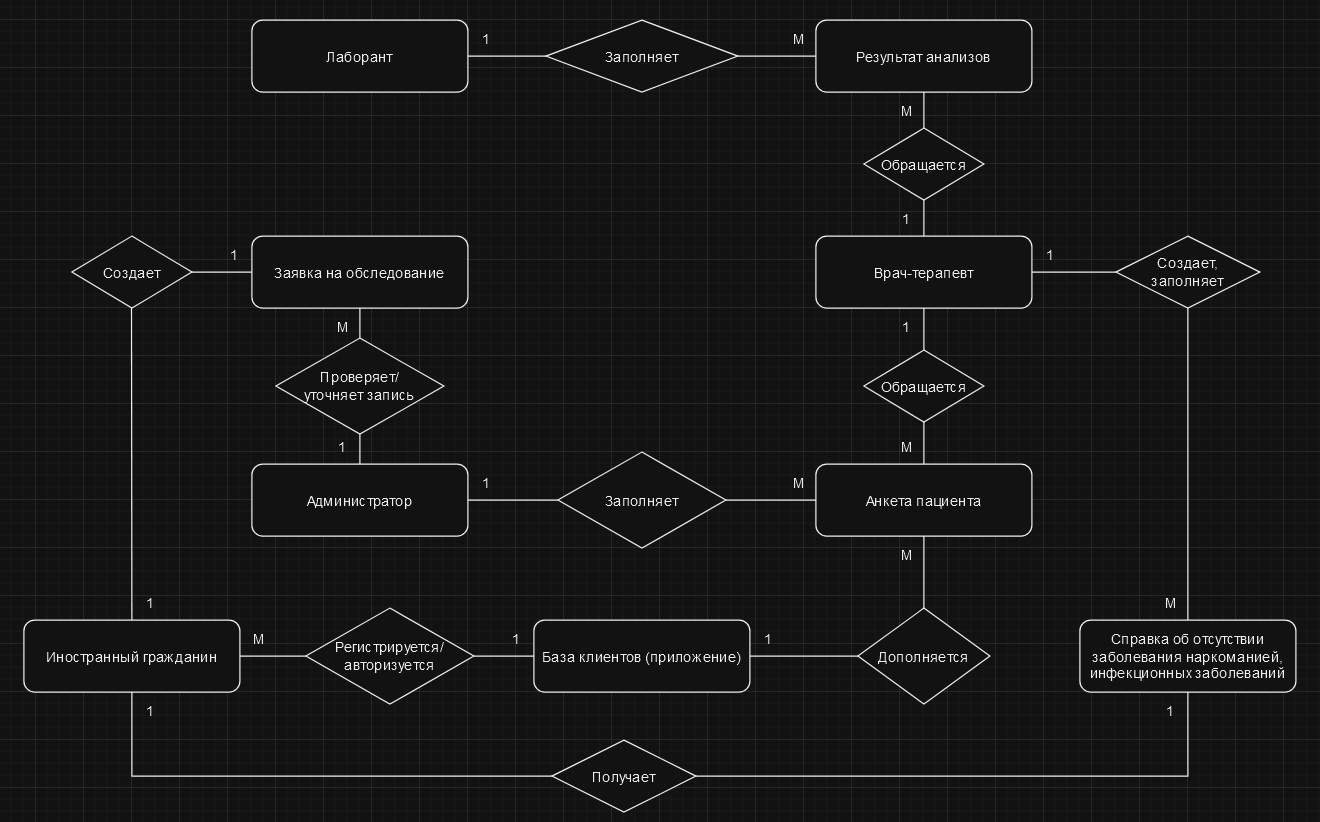 Лаборант
1
Заполняет
М
Результат анализов
М
Обращается
1
Создает
1
Заявка на обследование
Врач-терапевт
1
Создает,
заполняет
М
Проверяет/
уточняет запись
1
1
Обращается
М
Администратор
1
Заполняет
М
Анкета пациента
М
1
М
Иностранный гражданин
М
Регистрируется/
авторизуется
1
База клиентов (приложение)
1
Дополняется
Справка об отсутствии
заболевания наркоманией,
инфекционных заболеваний
1
1
Получает